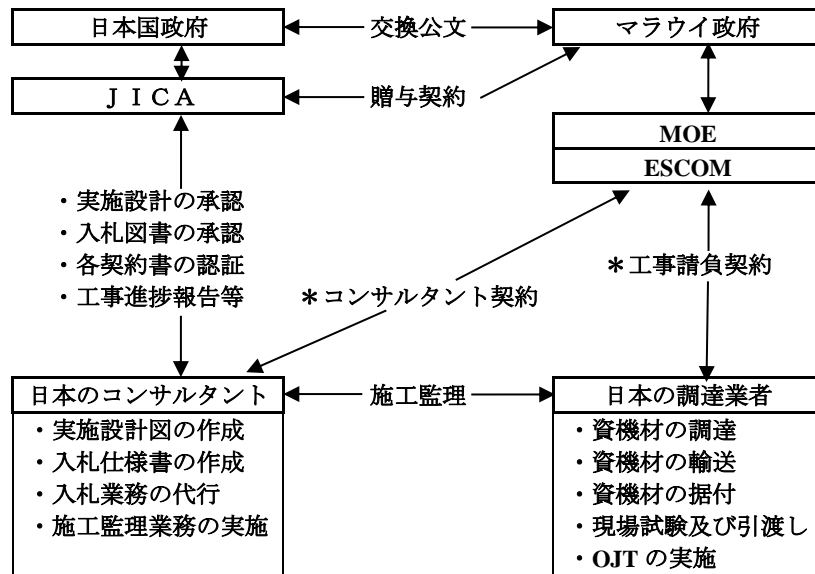 日本国政府
交換公文
マラウイ政府
JICA
贈与契約
MOE
ESCOM
・実施設計の承認
・入札図書の承認
・各契約書の認証
・工事進捗報告等
＊コンサルタント契約
＊工事請負契約
日本のコンサルタント
施工監理
日本の調達業者
・実施設計図の作成
・入札仕様書の作成
・入札業務の代行
・施工監理業務の実施
・資機材の調達
・資機材の輸送
・資機材の据付
・現場試験及び引渡し
・OJT の実施